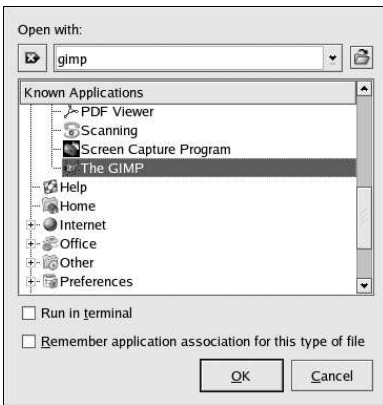 Open with:
gimp
Known Applications
PDF Viewer
Scanning
Screen Capture Program
The GIMP
Help
Home
Internet
Office
Other
Preferences
Run in terminal
Remember application association for this type of file
OK Cancel